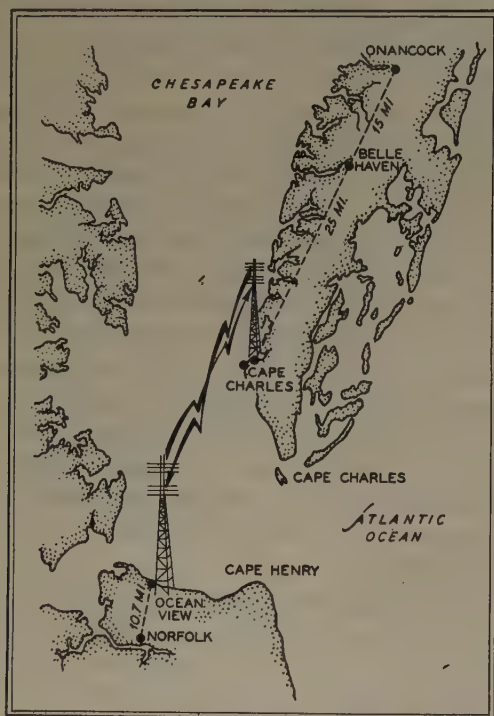 ONANCOCK
CHESAPEAKE
BAY
15 MI.
BELLE
HAVEN
25 MI.
CAPE
CHARLES
CAPE CHARLES
ATLANTIC
OCEAN
CAPE HENRY
OCEAN
VIEW
10.7 MI.
NORFOLK